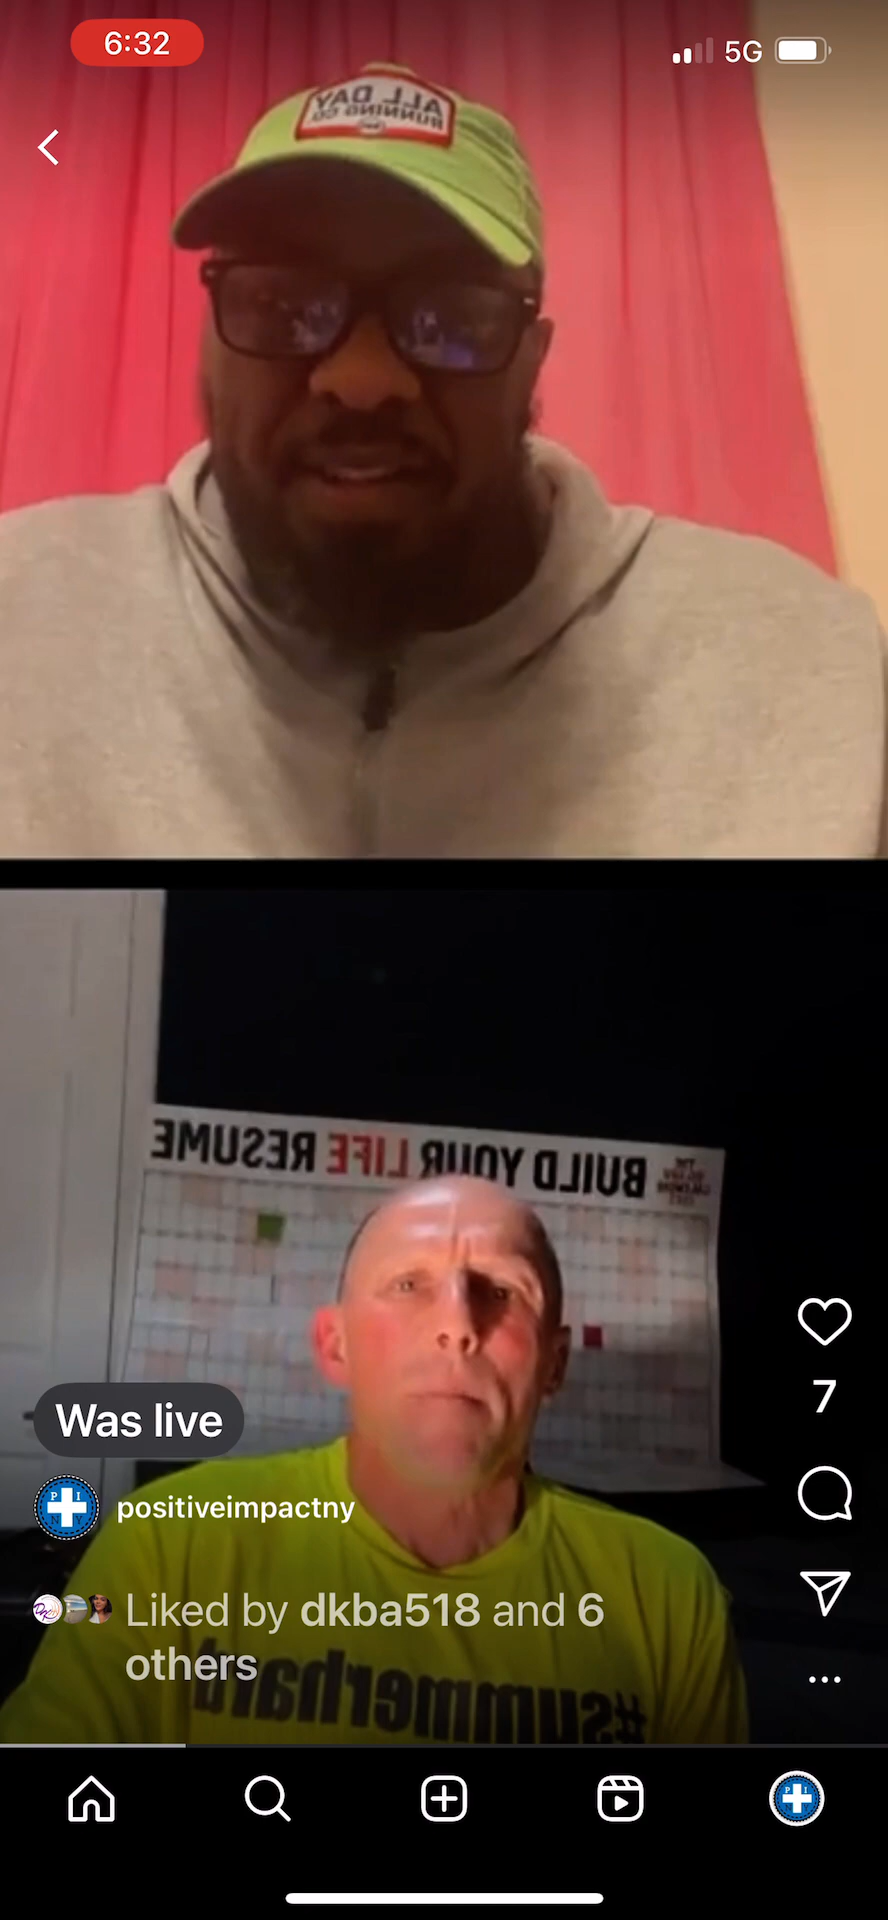 6:32
5G
ALL DAY
RUNNING CO.
BUILD YOUR LIFE RESUME
Was live
7
P I
N Y
positiveimpactny
Liked by dkba518 and 6
others
#summerhard
P I
N Y